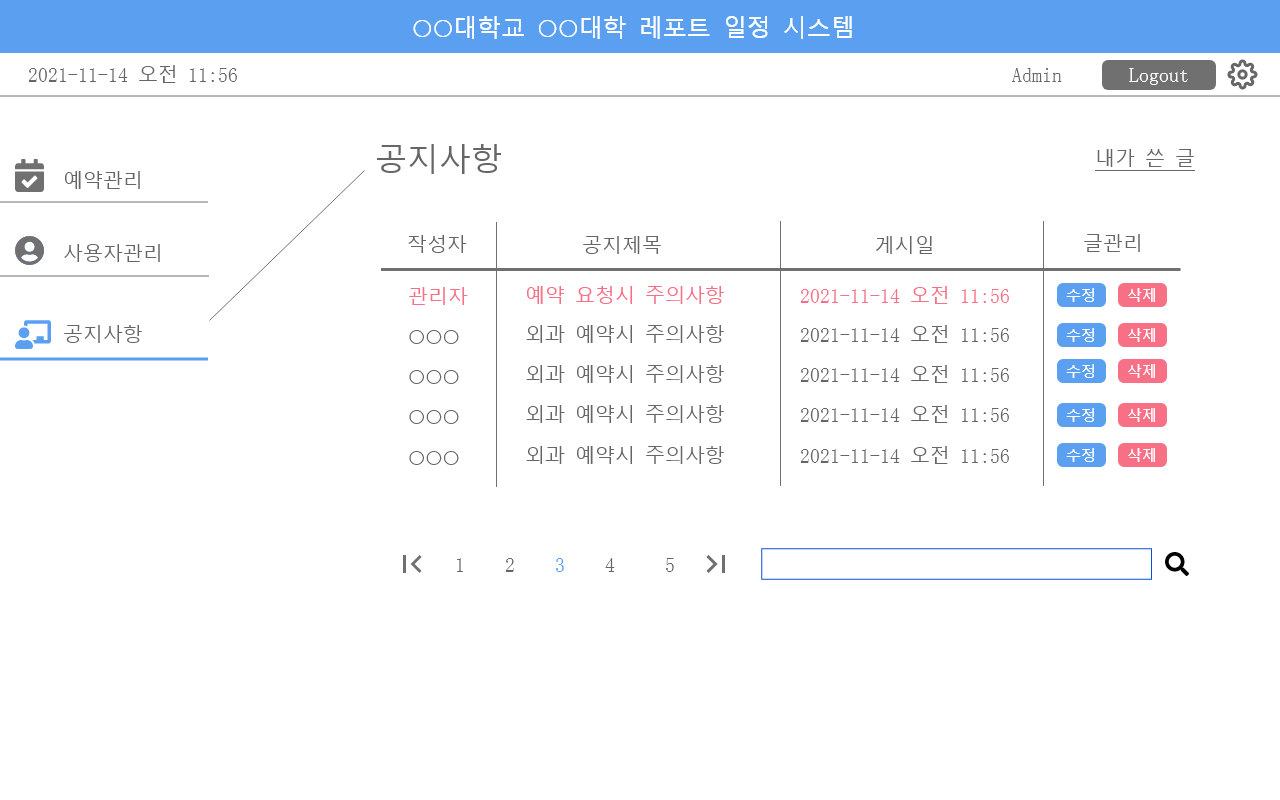 ○○대학교 ○○대학 레포트 일정 시스템
2021-11-14 오전 11:56 Admin Logout
공지사항 내가 쓴 글
예약관리
사용자관리
공지사항
작성자 공지제목 게시일 글관리
관리자 예약 요청시 주의사항 2021-11-14 오전 11:56 수정 삭제
○○○ 외과 예약시 주의사항 2021-11-14 오전 11:56 수정 삭제
○○○ 외과 예약시 주의사항 2021-11-14 오전 11:56 수정 삭제
○○○ 외과 예약시 주의사항 2021-11-14 오전 11:56 수정 삭제
○○○ 외과 예약시 주의사항 2021-11-14 오전 11:56 수정 삭제
1 2 3 4 5